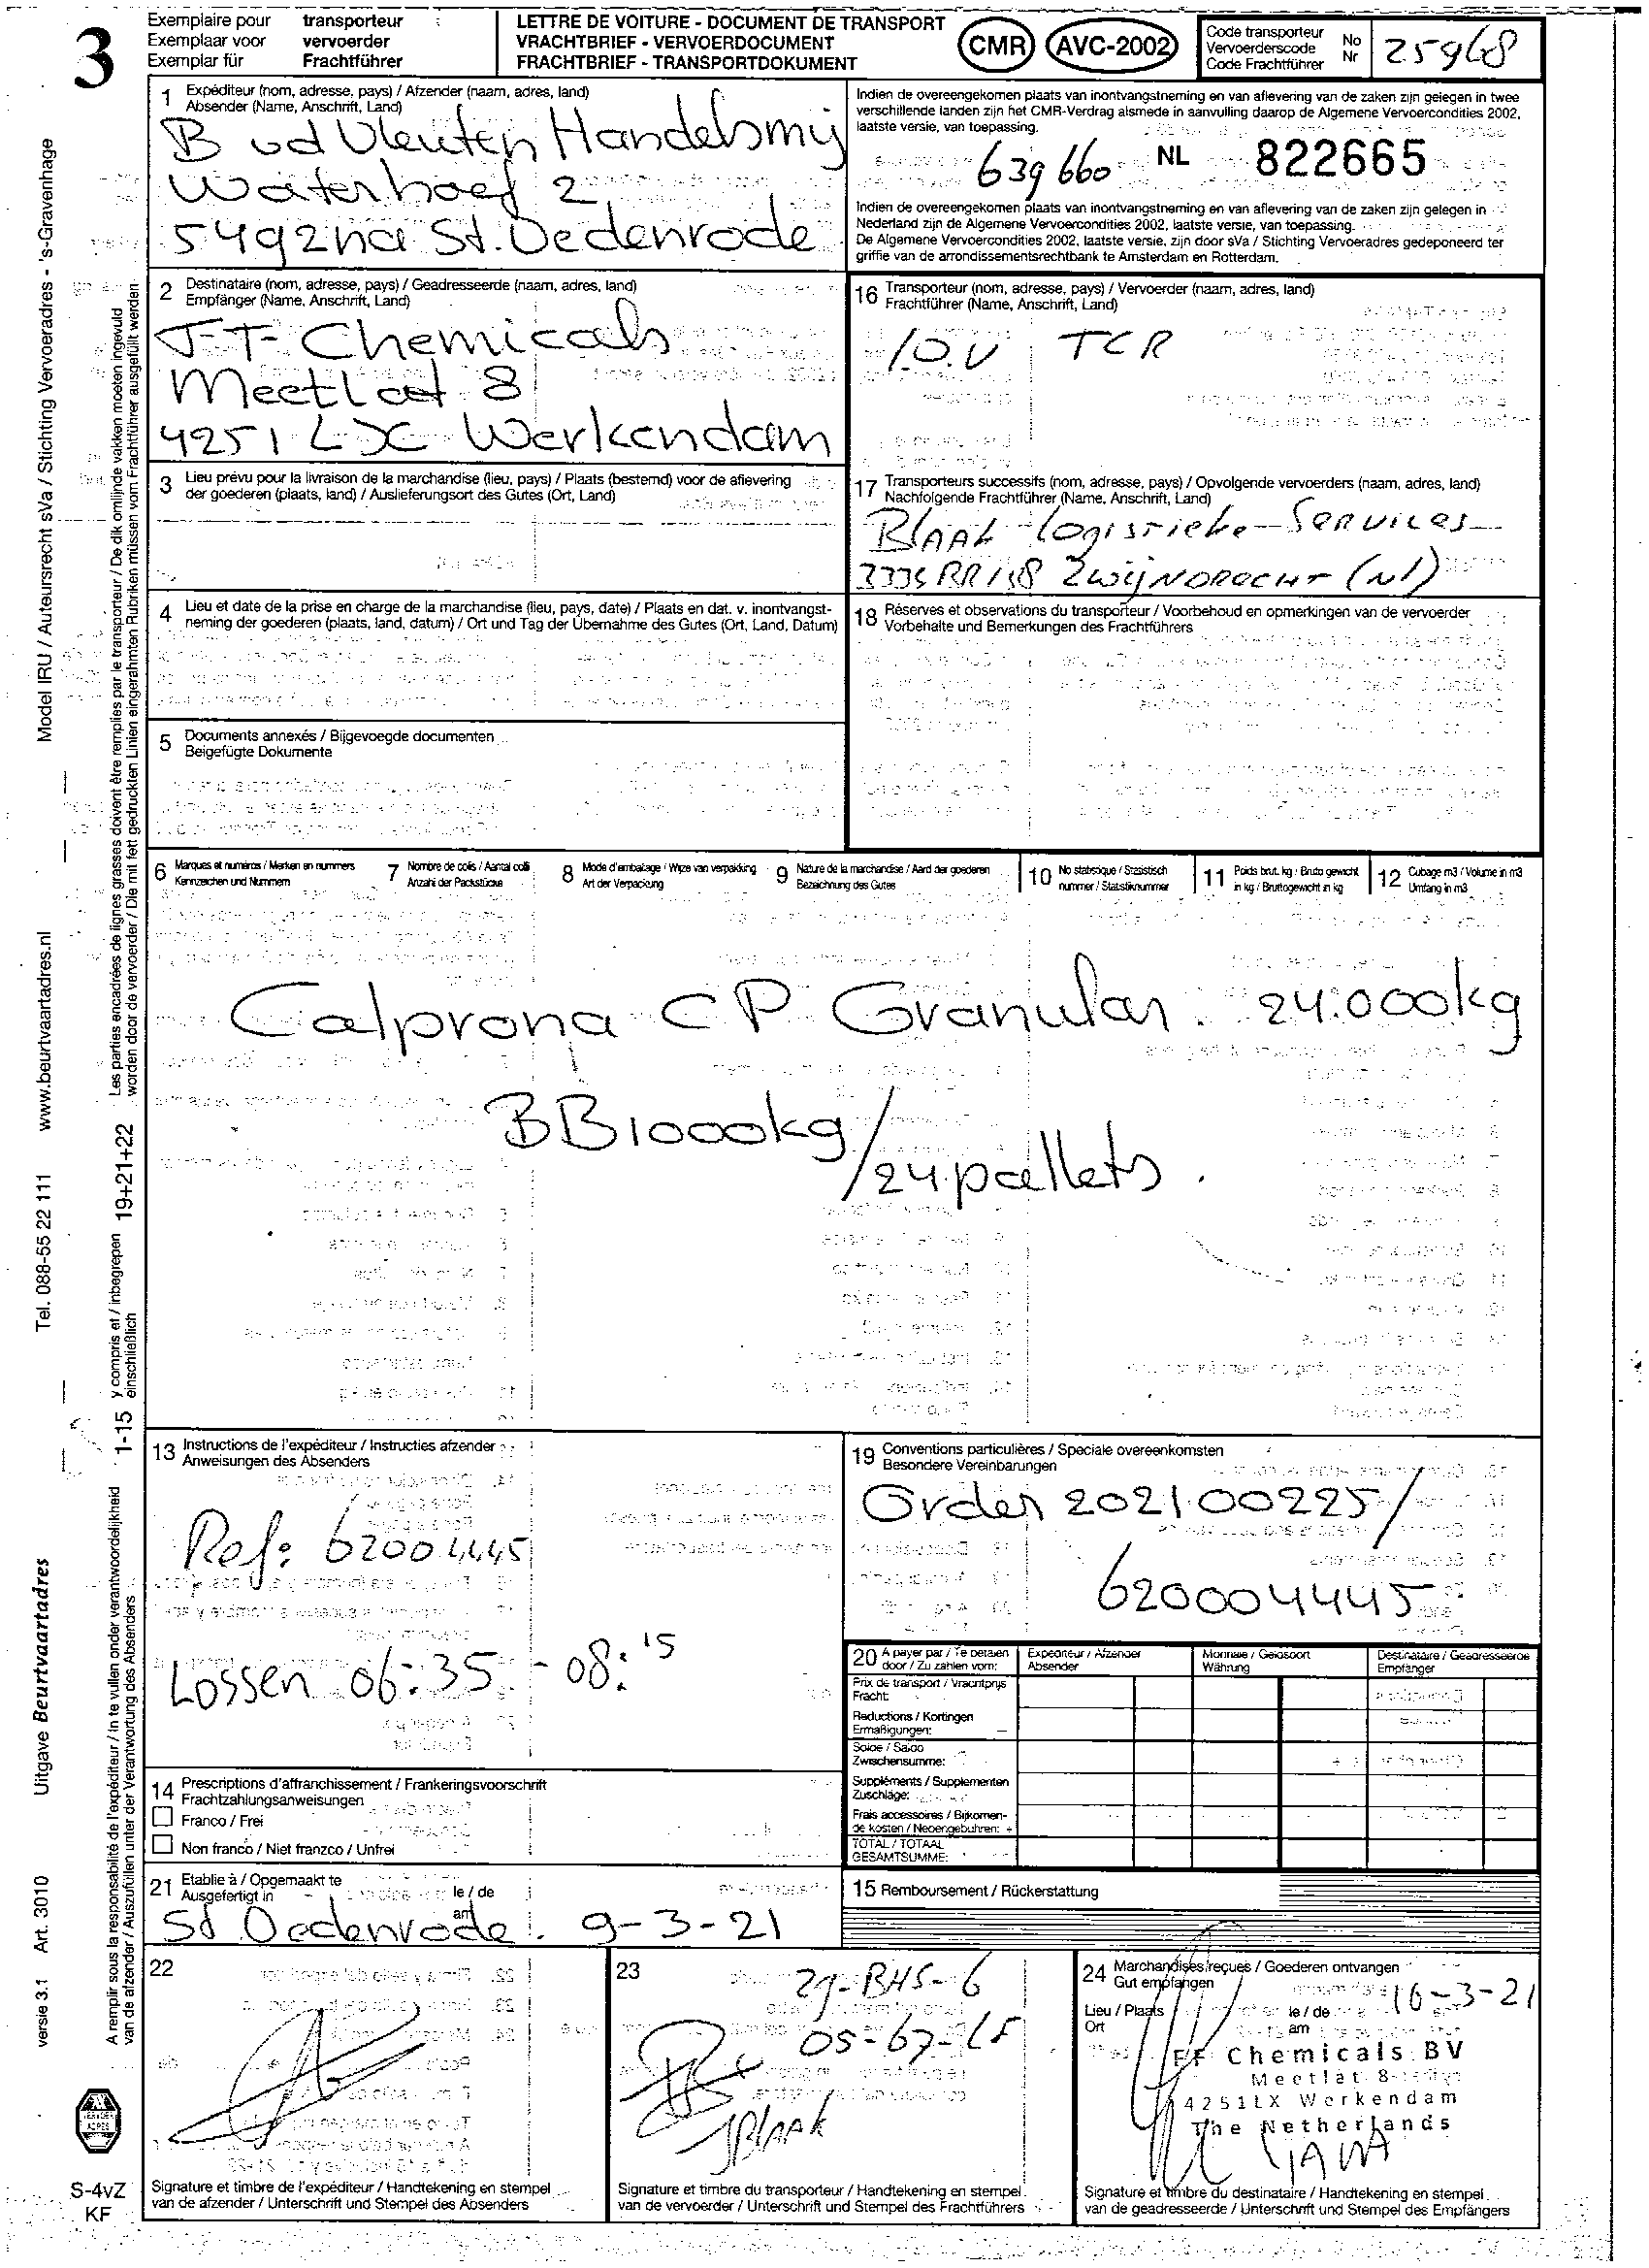 3
Exemplaire pour transporteur
Exemplaar voor vervoerder
Exemplar für Frachtführer
LETTRE DE VOITURE - DOCUMENT DE TRANSPORT
VRACHTBRIEF - VERVOERDOCUMENT
FRACHTBRIEF - TRANSPORTDOKUMENT
CMR AVC-2002
Code transporteur
Vervoerderscode
Code Frachtführer
No
Nr
25968
1 Expéditeur (nom, adresse, pays) / Afzender (naam, adres, land)
Absender (Name, Anschrift, Land)
B vd Vleuten Handelsmij
Waterhoef 2
5492na St. Oedenrode
Indien de overeengekomen plaats van inontvangstneming en van aflevering van de zaken zijn gelegen in twee
verschillende landen zijn het CMR-Verdrag alsmede in aanvulling daarop de Algemene Vervoercondities 2002,
laatste versie, van toepassing.
639660 NL 822665
Indien de overeengekomen plaats van inontvangstneming en van aflevering van de zaken zijn gelegen in
Nederland zijn de Algemene Vervoercondities 2002, laatste versie, van toepassing.
De Algemene Vervoercondities 2002, laatste versie, zijn door sVa / Stichting Vervoeradres gedeponeerd ter
griffie van de arrondissementsrechtbank te Amsterdam en Rotterdam.
2 Destinataire (nom, adresse, pays) / Geadresseerde (naam, adres, land)
Empfänger (Name, Anschrift, Land)
J-T- Chemicals
Meetlat 8
4251 LX Werkendam
16 Transporteur (nom, adresse, pays) / Vervoerder (naam, adres, land)
Frachtführer (Name, Anschrift, Land)
I.O.V TCR
3 Lieu prévu pour la livraison de la marchandise (lieu, pays) / Plaats (bestemd) voor de aflevering
der goederen (plaats, land) / Auslieferungsort des Gutes (Ort, Land)
17 Transporteurs successifs (nom, adresse, pays) / Opvolgende vervoerders (naam, adres, land)
Nachfolgende Frachtführer (Name, Anschrift, Land)
Blaak Logistieke Services
Zwijndrecht (Nl)
4 Lieu et date de la prise en charge de la marchandise (lieu, pays, date) / Plaats en dat. v. inontvangst-
neming der goederen (plaats, land, datum) / Ort und Tag der Übernahme des Gutes (Ort, Land, Datum)
18 Réserves et observations du transporteur / Voorbehoud en opmerkingen van de vervoerder
Vorbehalte und Bemerkungen des Frachtführers
5 Documents annexés / Bijgevoegde documenten
Beigefügte Dokumente
6 Marques et numéros / Merken en nummers
Kennzeichen und Nummern
7 Nombre de colis / Aantal colli
Anzahl der Packstücke
8 Mode d'emballage / Wijze van verpakking
Art der Verpackung
9 Nature de la marchandise / Aard der goederen
Bezeichnung des Gutes
10 No statistique / Statistisch
nummer / Statistiknummer
11 Poids brut. kg / Bruto gewicht
in kg / Bruttogewicht in kg
12 Cubage m3 / Volume in m3
Umfang in m3
Calprona CP Granular 24.000kg
BB1000kg / 24 pallets.
13 Instructions de l'expéditeur / Instructies afzender
Anweisungen des Absenders
Ref: 62004445
Lossen 06:35 - 08:15
19 Conventions particulières / Speciale overeenkomsten
Besondere Vereinbarungen
Order 202100225/
620004445
20 A payer par / Te betalen
door / Zu zahlen vom:
Expéditeur / Afzender
Absender
Monnaie / Geldsoort
Währung
Destinataire / Geadresseerde
Empfänger
Prix de transport / Vrachtprijs
Fracht:
Reductions / Kortingen
Ermäßigungen: -
Solde / Saldo
Zwischensumme:
Suppléments / Supplementen
Zuschläge:
Frais accessoires / Bijkomen-
de kosten / Nebengebühren: +
TOTAL / TOTAAL
GESAMTSUMME:
14 Prescriptions d'affranchissement / Frankeringsvoorschrift
Frachtzahlungsanweisungen
Franco / Frei
Non franco / Niet franzco / Unfrei
21 Etablie à / Opgemaakt te
Ausgefertigt in
le / de
am
St Oedenrode 9-3-21
15 Remboursement / Rückerstattung
22
Signature et timbre de l'expéditeur / Handtekening en stempel
van de afzender / Unterschrift und Stempel des Absenders
23
29-BHS-6
05-67-LF
JBlaak
Signature et timbre du transporteur / Handtekening en stempel
van de vervoerder / Unterschrift und Stempel des Frachtführers
24 Marchandises reçues / Goederen ontvangen
Gut empfangen
Lieu / Plaats
Ort
le / de
am
10-3-21
Chemicals BV
Meetlat 8
4251LX Werkendam
The Netherlands
Signature et timbre du destinataire / Handtekening en stempel
van de geadresseerde / Unterschrift und Stempel des Empfängers
Model IRU / Auteursrecht sVa / Stichting Vervoeradres - 's-Gravenhage
www.beurtvaartadres.nl
Tel. 088-55 22 111
Uitgave Beurtvaartadres
Art. 3010
versie 3.1
Les parties encadrées de lignes grasses doivent être remplies par le transporteur / De dik omlijnde vakken moeten ingevuld
worden door de vervoerder / Die mit fett gedruckten Linien eingerahmten Rubriken müssen vom Frachtführer ausgefüllt werden
19+21+22
y compris et / inbegrepen
einschließlich
1-15
A remplir sous la responsabilité de l'expéditeur / In te vullen onder verantwoordelijkheid
van de afzender / Auszufüllen unter der Verantwortung des Absenders
S-4vZ
KF